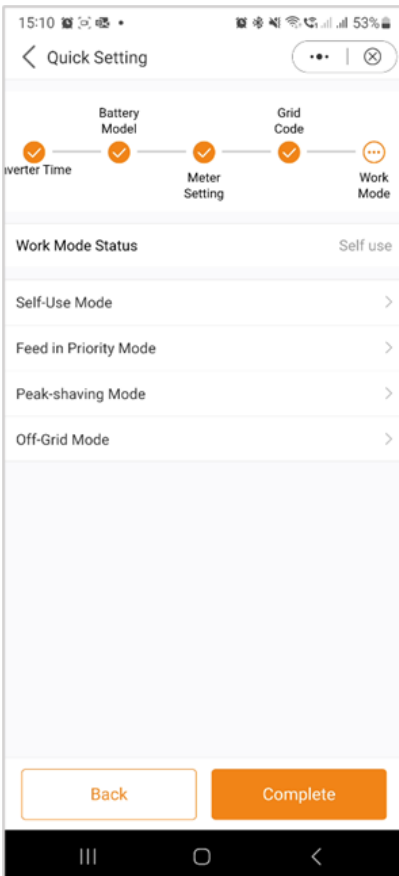 15:10 53%
Quick Setting
Battery
Model
Grid
Code
nverter Time
Meter
Setting
Work
Mode
Work Mode Status Self use
Self-Use Mode
Feed in Priority Mode
Peak-shaving Mode
Off-Grid Mode
Back Complete